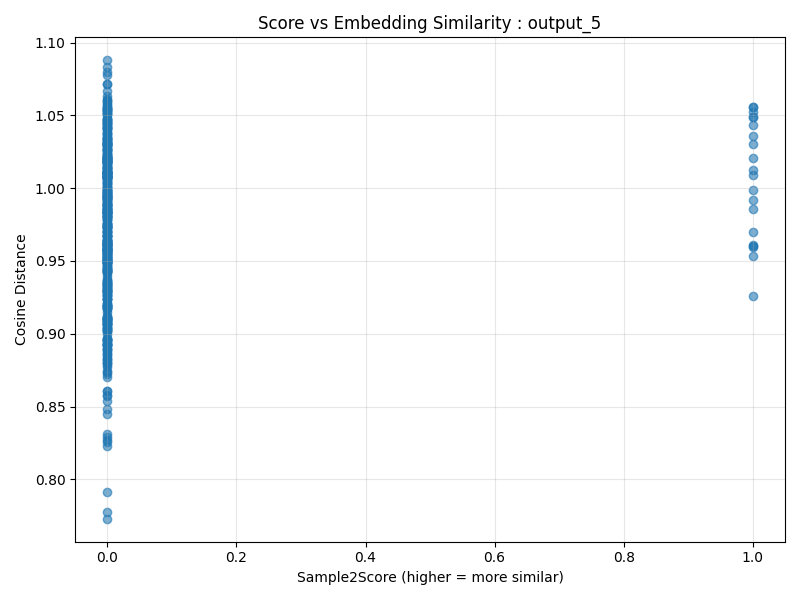 Score vs Embedding Similarity : output_5
Cosine Distance
1.10
1.05
1.00
0.95
0.90
0.85
0.80
0.0 0.2 0.4 0.6 0.8 1.0
Sample2Score (higher = more similar)